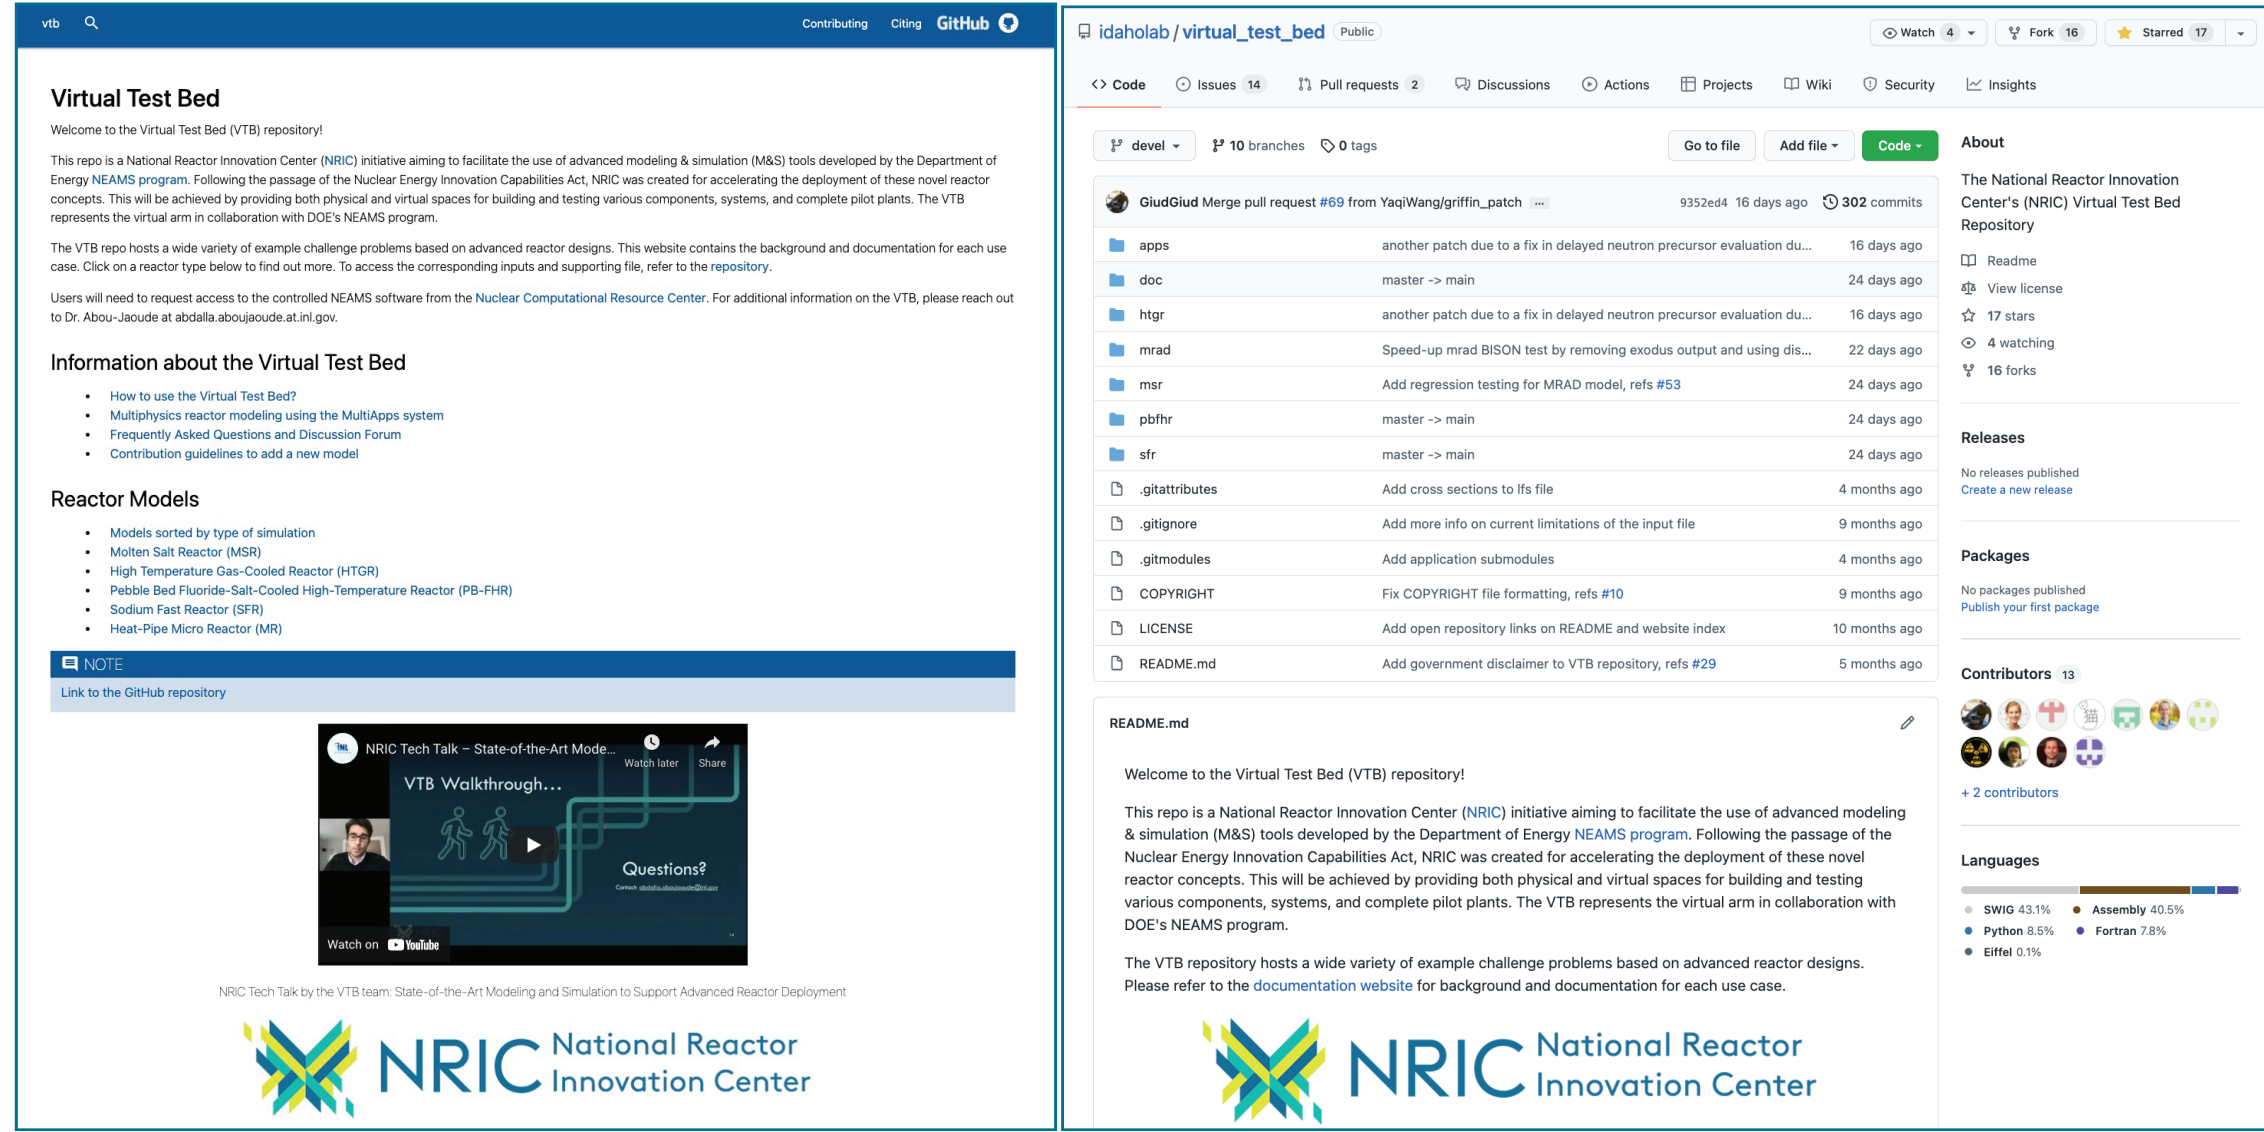 vtb
Contributing Citing GitHub
Virtual Test Bed
Welcome to the Virtual Test Bed (VTB) repository!
This repo is a National Reactor Innovation Center (NRIC) initiative aiming to facilitate the use of advanced modeling & simulation (M&S) tools developed by the Department of
Energy NEAMS program. Following the passage of the Nuclear Energy Innovation Capabilities Act, NRIC was created for accelerating the deployment of these novel reactor
concepts. This will be achieved by providing both physical and virtual spaces for building and testing various components, systems, and complete pilot plants. The VTB
represents the virtual arm in collaboration with DOE's NEAMS program.
The VTB repo hosts a wide variety of example challenge problems based on advanced reactor designs. This website contains the background and documentation for each use
case. Click on a reactor type below to find out more. To access the corresponding inputs and supporting file, refer to the repository.
Users will need to request access to the controlled NEAMS software from the Nuclear Computational Resource Center. For additional information on the VTB, please reach out
to Dr. Abou-Jaoude at abdalla.aboujaoude.at.inl.gov.
Information about the Virtual Test Bed
• How to use the Virtual Test Bed?
• Multiphysics reactor modeling using the MultiApps system
• Frequently Asked Questions and Discussion Forum
• Contribution guidelines to add a new model
Reactor Models
• Models sorted by type of simulation
• Molten Salt Reactor (MSR)
• High Temperature Gas-Cooled Reactor (HTGR)
• Pebble Bed Fluoride-Salt-Cooled High-Temperature Reactor (PB-FHR)
• Sodium Fast Reactor (SFR)
• Heat-Pipe Micro Reactor (MR)
NOTE
Link to the GitHub repository
INL NRIC Tech Talk – State-of-the-Art Mode...
Watch later Share
VTB Walkthrough...
Questions?
Contact: abdalla.aboujaoude@inl.gov
Watch on YouTube
NRIC Tech Talk by the VTB team: State-of-the-Art Modeling and Simulation to Support Advanced Reactor Deployment
NRIC National Reactor
Innovation Center
idaholab / virtual_test_bed Public
Watch 4 Fork 16 Starred 17
Code Issues 14 Pull requests 2 Discussions Actions Projects Wiki Security Insights
devel 10 branches 0 tags Go to file Add file Code
GiudGiud Merge pull request #69 from YaqiWang/griffin_patch ... 9352ed4 16 days ago 302 commits
apps another patch due to a fix in delayed neutron precursor evaluation du... 16 days ago
doc master -> main 24 days ago
htgr another patch due to a fix in delayed neutron precursor evaluation du... 16 days ago
mrad Speed-up mrad BISON test by removing exodus output and using dis... 22 days ago
msr Add regression testing for MRAD model, refs #53 24 days ago
pbfhr master -> main 24 days ago
sfr master -> main 24 days ago
.gitattributes Add cross sections to lfs file 4 months ago
.gitignore Add more info on current limitations of the input file 9 months ago
.gitmodules Add application submodules 4 months ago
COPYRIGHT Fix COPYRIGHT file formatting, refs #10 9 months ago
LICENSE Add open repository links on README and website index 10 months ago
README.md Add government disclaimer to VTB repository, refs #29 5 months ago
README.md
Welcome to the Virtual Test Bed (VTB) repository!
This repo is a National Reactor Innovation Center (NRIC) initiative aiming to facilitate the use of advanced modeling
& simulation (M&S) tools developed by the Department of Energy NEAMS program. Following the passage of the
Nuclear Energy Innovation Capabilities Act, NRIC was created for accelerating the deployment of these novel
reactor concepts. This will be achieved by providing both physical and virtual spaces for building and testing
various components, systems, and complete pilot plants. The VTB represents the virtual arm in collaboration with
DOE's NEAMS program.
The VTB repository hosts a wide variety of example challenge problems based on advanced reactor designs.
Please refer to the documentation website for background and documentation for each use case.
NRIC National Reactor
Innovation Center
About
The National Reactor Innovation
Center's (NRIC) Virtual Test Bed
Repository
Readme
View license
17 stars
4 watching
16 forks
Releases
No releases published
Create a new release
Packages
No packages published
Publish your first package
Contributors 13
猫
+ 2 contributors
Languages
SWIG 43.1% Assembly 40.5%
Python 8.5% Fortran 7.8%
Eiffel 0.1%